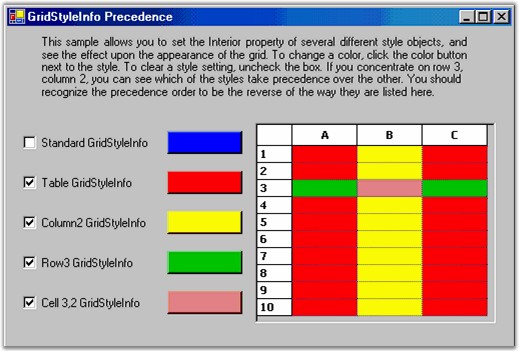 GridStyleInfo Precedence
This sample allows you to set the Interior property of several different style objects, and
see the effect upon the appearance of the grid. To change a color, click the color button
next to the style. To clear a style setting, uncheck the box. If you concentrate on row 3,
column 2, you can see which of the styles take precedence over the other. You should
recognize the precedence order to be the reverse of the way they are listed here.
Standard GridStyleInfo
Table GridStyleInfo
Column2 GridStyleInfo
Row3 GridStyleInfo
Cell 3,2 GridStyleInfo
A B C
1
2
3
4
5
6
7
8
9
10